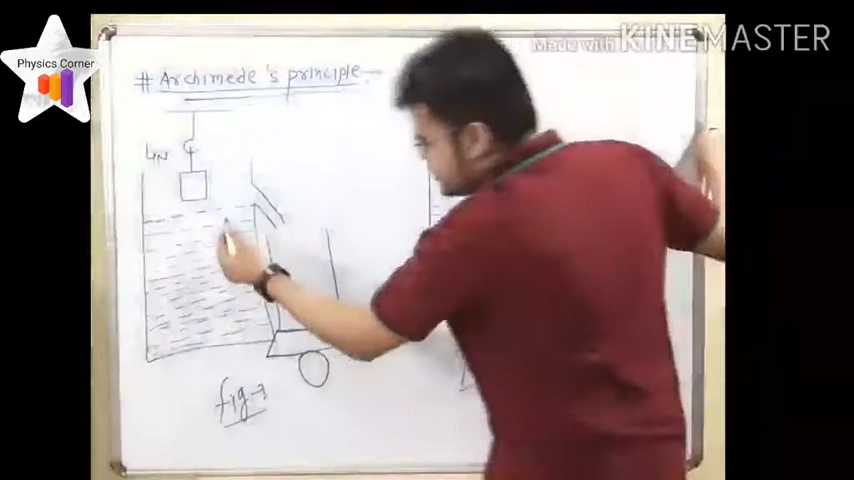 Physics Corner
Made with KINEMASTER
# Archimede's principle
4N
fig-1